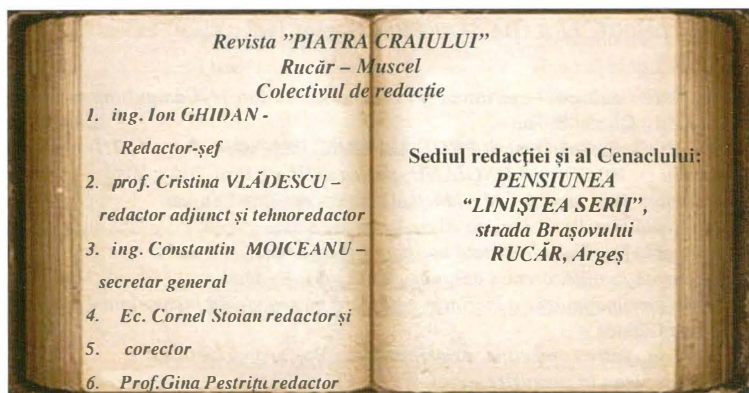 Revista ”PIATRA CRAIULUI”
Rucăr – Muscel
Colectivul de redacție
1. ing. Ion GHIDAN -
Redactor-șef
2. prof. Cristina VLĂDESCU –
redactor adjunct și tehnoredactor
3. ing. Constantin MOICEANU –
secretar general
4. Ec. Cornel Stoian redactor și
5. corector
6. Prof.Gina Pestrițu redactor
Sediul redacției și al Cenaclului:
PENSIUNEA
“LINIȘTEA SERII”,
strada Brașovului
RUCĂR, Argeș